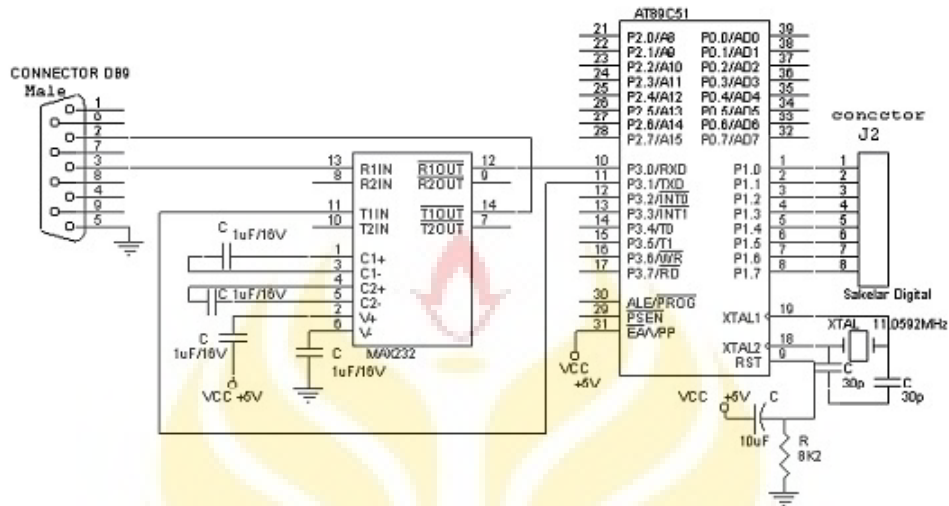 AT89C51
CONNECTOR DB9
Male
1
6
2
7
3
8
4
9
5
13 R1IN R1OUT 12
8 R2IN R2OUT 9
11 T1IN T1OUT 14
10 T2IN T2OUT 7
1 C1+
3 C1-
4 C2+
5 C2-
2 V+
6 V-
MAX232
C 1uF/16V
C 1uF/16V
C
1uF/16V
VCC +5V
C
1uF/16V
21 P2.0/A8 P0.0/AD0 39
22 P2.1/A9 P0.1/AD1 38
23 P2.2/A10 P0.2/AD2 37
24 P2.3/A11 P0.3/AD3 36
25 P2.4/A12 P0.4/AD4 35
26 P2.5/A13 P0.5/AD5 34
27 P2.6/A14 P0.6/AD6 33
28 P2.7/A15 P0.7/AD7 32
10 P3.0/RXD P1.0 1
11 P3.1/TXD P1.1 2
12 P3.2/INT0 P1.2 3
13 P3.3/INT1 P1.3 4
14 P3.4/T0 P1.4 5
15 P3.5/T1 P1.5 6
16 P3.6/WR P1.6 7
17 P3.7/RD P1.7 8
30 ALE/PROG
29 PSEN
31 EA/VPP
XTAL1 19
XTAL2 18
RST 9
VCC
+5V
conector
J2
1
2
3
4
5
6
7
8
Sakelar Digital
XTAL 11.0592MHz
C
30p
C
30p
VCC +5V
C
10uF
R
8K2